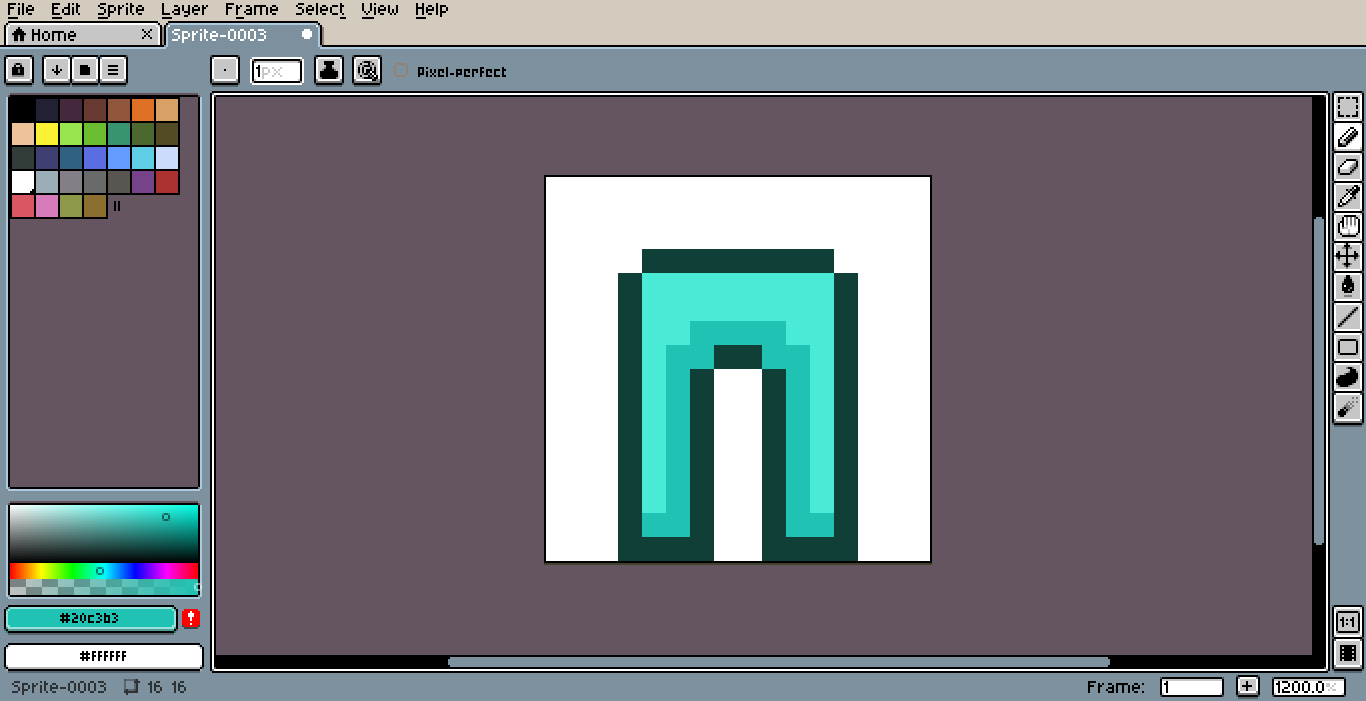 File Edit Sprite Layer Frame Select View Help
Home Sprite-0003
1px Pixel-perfect
#20c3b3
#FFFFFF
1:1
Sprite-0003 16 16 Frame: 1 1200.0%